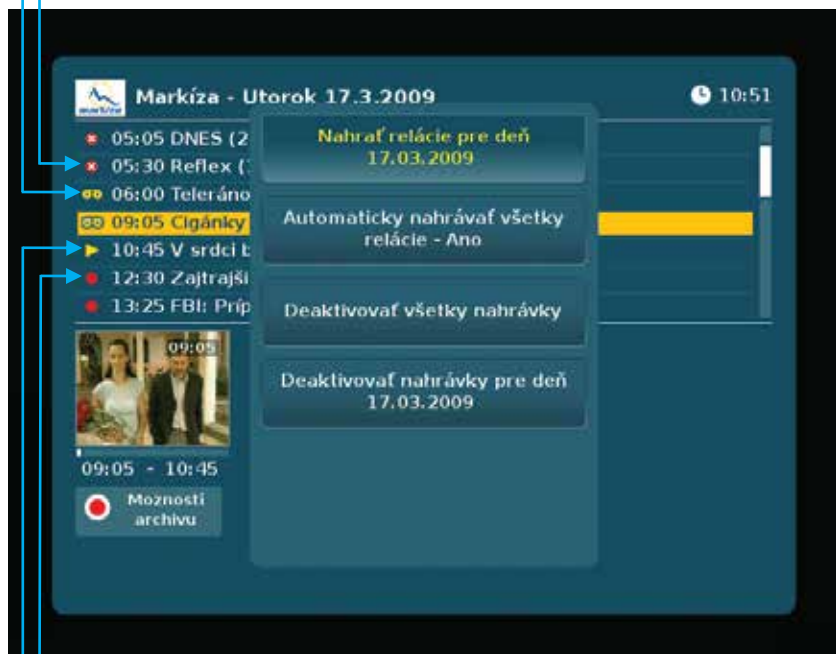 Markíza - Utorok 17.3.2009
10:51
05:05 DNES (2
05:30 Reflex (
06:00 Teleráno
09:05 Cigánky
10:45 V srdci b
12:30 Zajtrajši
13:25 FBI: Príp
Nahrať relácie pre deň
17.03.2009
Automaticky nahrávať všetky
relácie - Ano
Deaktivovať všetky nahrávky
Deaktivovať nahrávky pre deň
17.03.2009
09:05
09:05 - 10:45
Moznosti
archivu